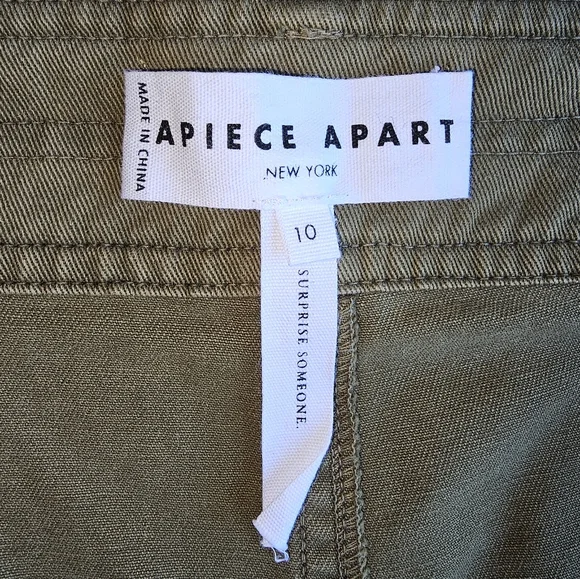 MADE IN CHINA
APIECE APART
NEW YORK
10
SURPRISE SOMEONE.